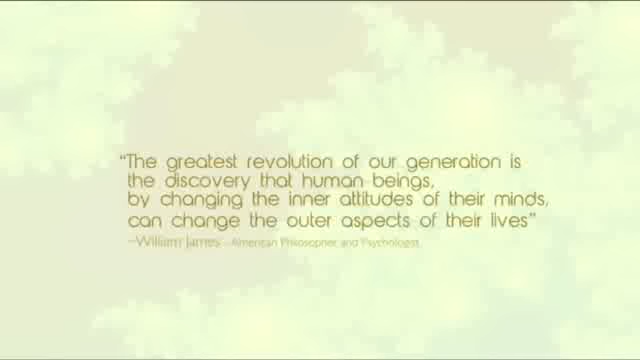 “The greatest revolution of our generation is
the discovery that human beings,
by changing the inner attitudes of their minds,
can change the outer aspects of their lives”
~William James - American Philosopher and Psychologist